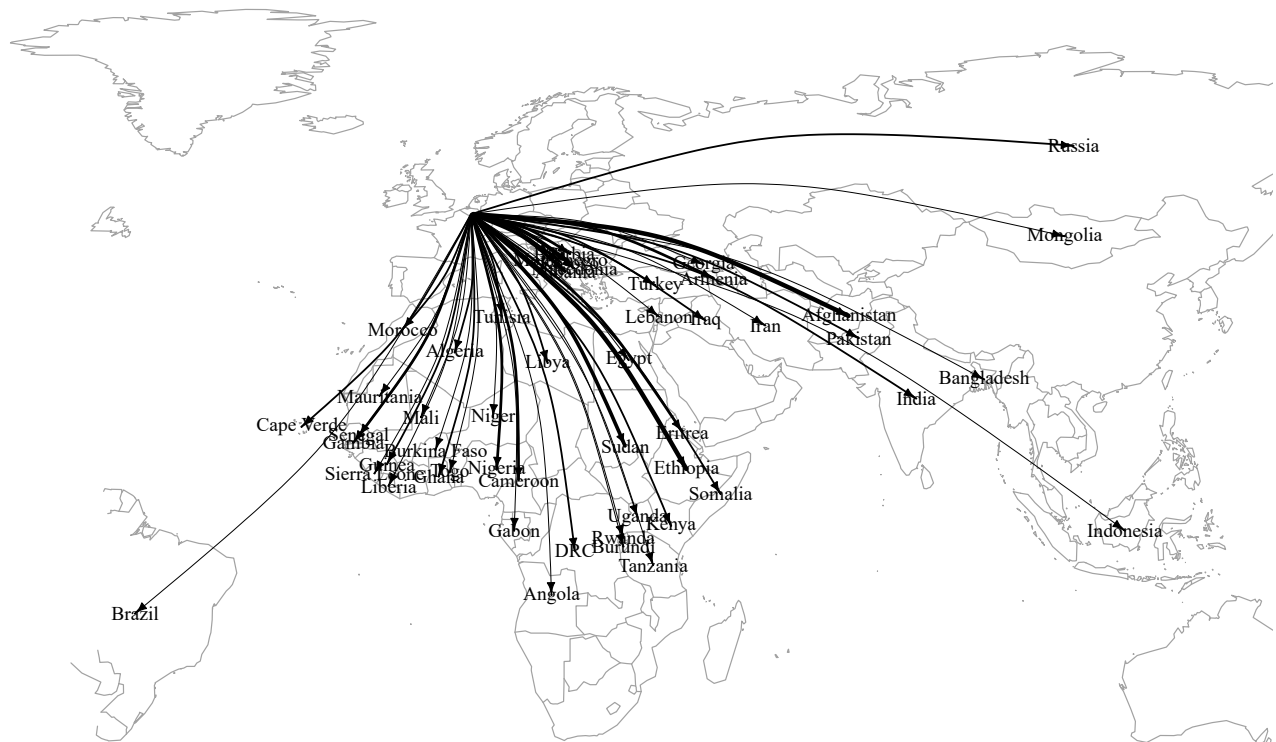 Russia
Mongolia
Georgia
Armenia
Turkey
Afghanistan
Tunisia
Lebanon
Iraq
Iran
Morocco
Pakistan
Algeria
Libya
Egypt
Bangladesh
Mauritania
India
Mali
Niger
Cape Verde
Senegal
Gambia
Eritrea
Sudan
Burkina Faso
Guinea
Togo
Nigeria
Ethiopia
Sierra Leone
Ghana
Cameroon
Liberia
Somalia
Uganda
Kenya
Gabon
Indonesia
Rwanda
Burundi
DRC
Tanzania
Angola
Brazil